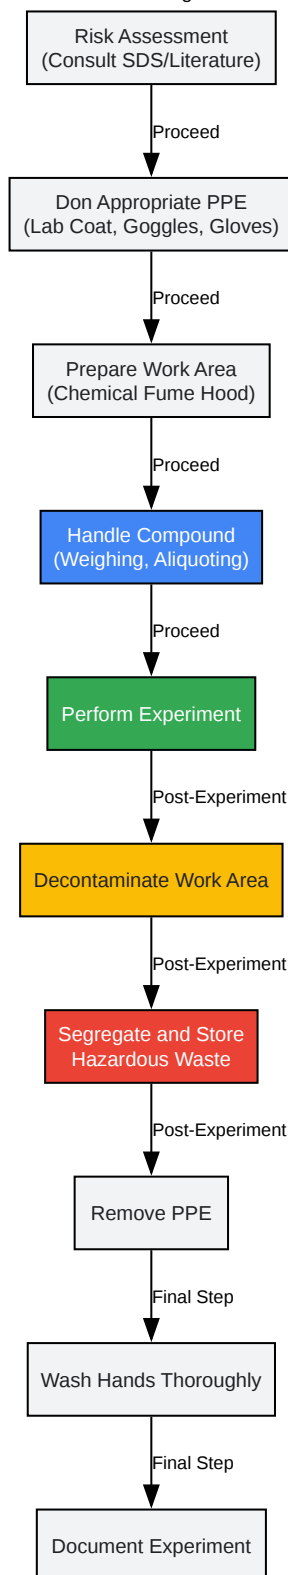 Risk Assessment
(Consult SDS/Literature)
Proceed
Don Appropriate PPE
(Lab Coat, Goggles, Gloves)
Proceed
Prepare Work Area
(Chemical Fume Hood)
Proceed
Handle Compound
(Weighing, Aliquoting)
Proceed
Perform Experiment
Post-Experiment
Decontaminate Work Area
Post-Experiment
Segregate and Store
Hazardous Waste
Post-Experiment
Remove PPE
Final Step
Wash Hands Thoroughly
Final Step
Document Experiment